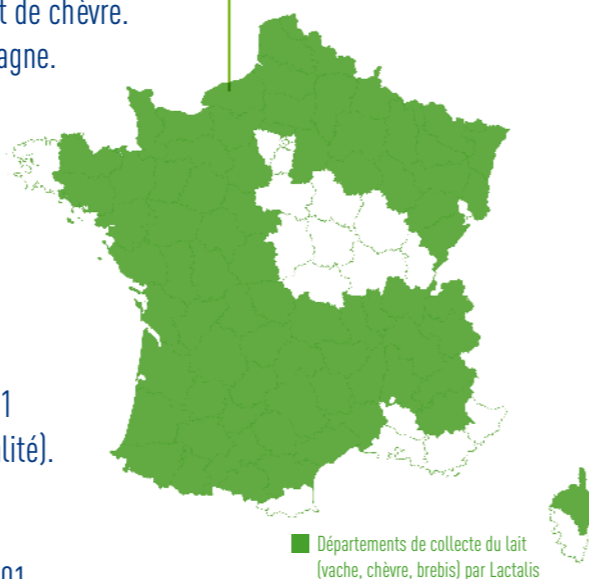 t de chèvre.
agne.
1
lité).
01
Départements de collecte du lait
(vache, chèvre, brebis) par Lactalis